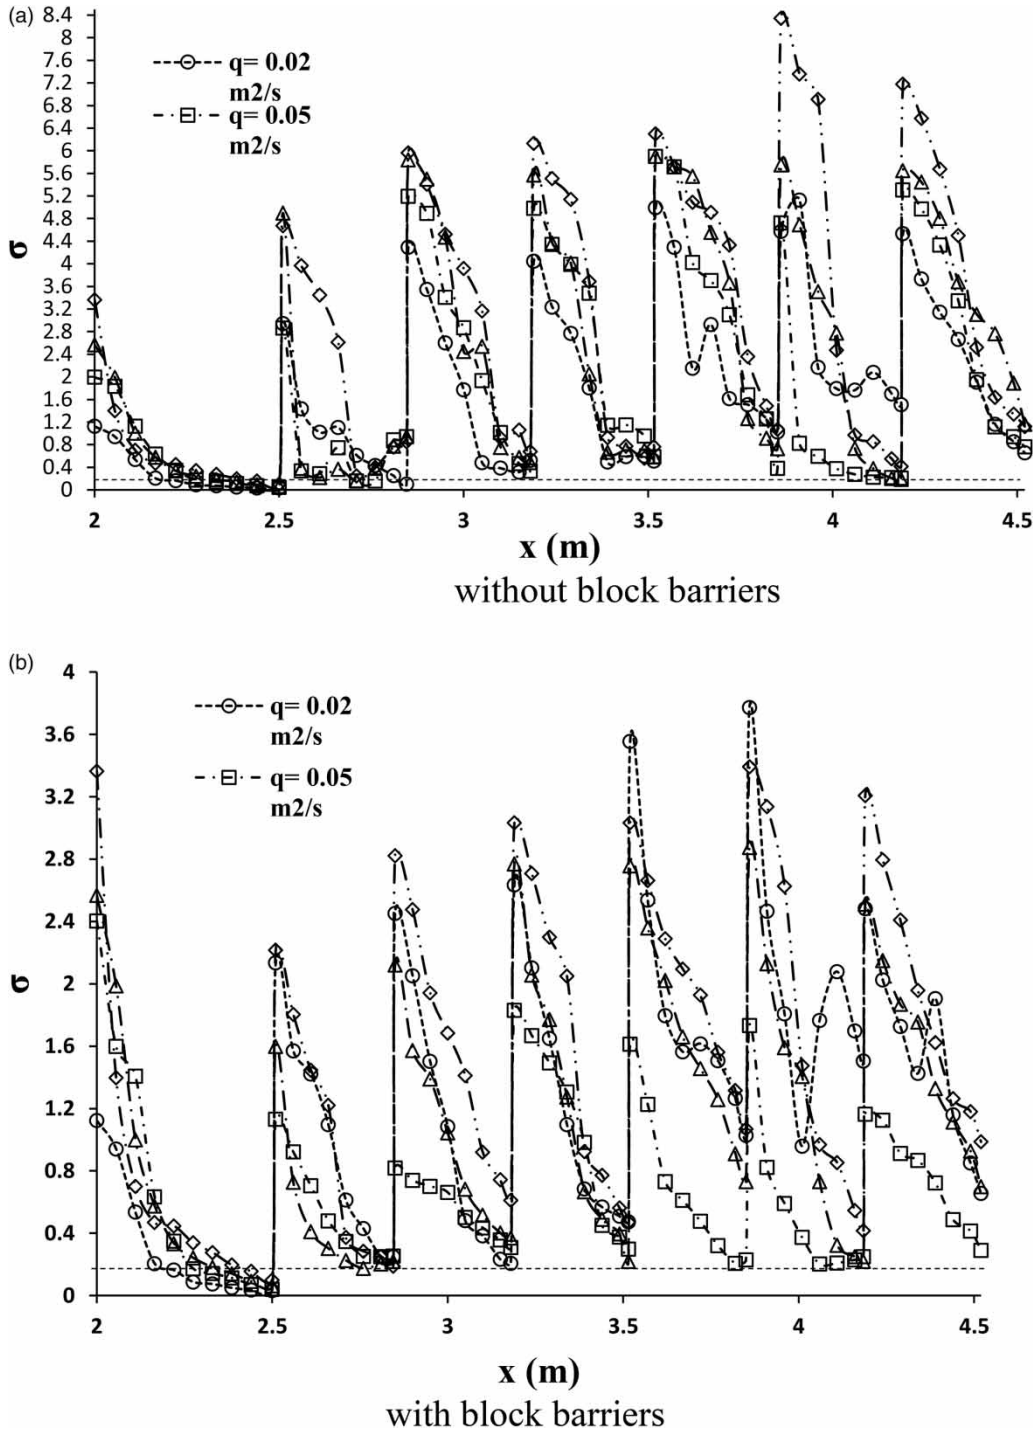 (a)
8.4
8
7.6
7.2
6.8
6.4
6
5.6
5.2
4.8
4.4
4
3.6
3.2
2.8
2.4
2
1.6
1.2
0.8
0.4
0
σ
q= 0.02
m2/s
q= 0.05
m2/s
2 2.5 3 3.5 4 4.5
x (m)
without block barriers
(b)
4
3.6
3.2
2.8
2.4
2
1.6
1.2
0.8
0.4
0
σ
q= 0.02
m2/s
q= 0.05
m2/s
2 2.5 3 3.5 4 4.5
x (m)
with block barriers